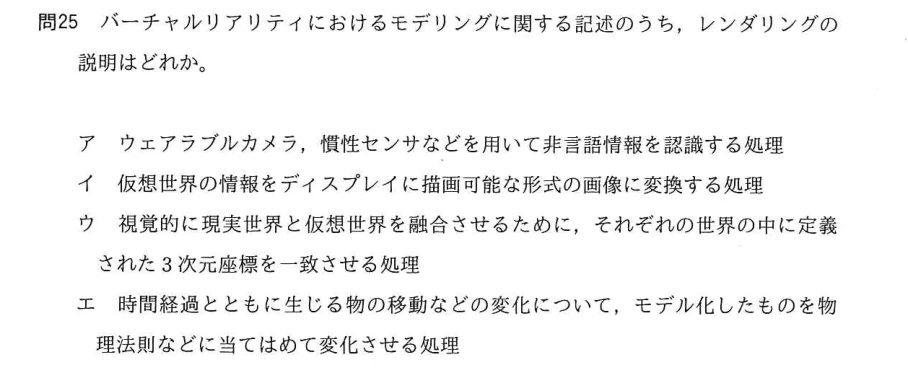 問25 バーチャルリアリティにおけるモデリングに関する記述のうち，レンダリングの
説明はどれか。
ア ウェアラブルカメラ，慣性センサなどを用いて非言語情報を認識する処理
イ 仮想世界の情報をディスプレイに描画可能な形式の画像に変換する処理
ウ 視覚的に現実世界と仮想世界を融合させるために，それぞれの世界の中に定義
された3次元座標を一致させる処理
エ 時間経過とともに生じる物の移動などの変化について，モデル化したものを物
理法則などに当てはめて変化させる処理